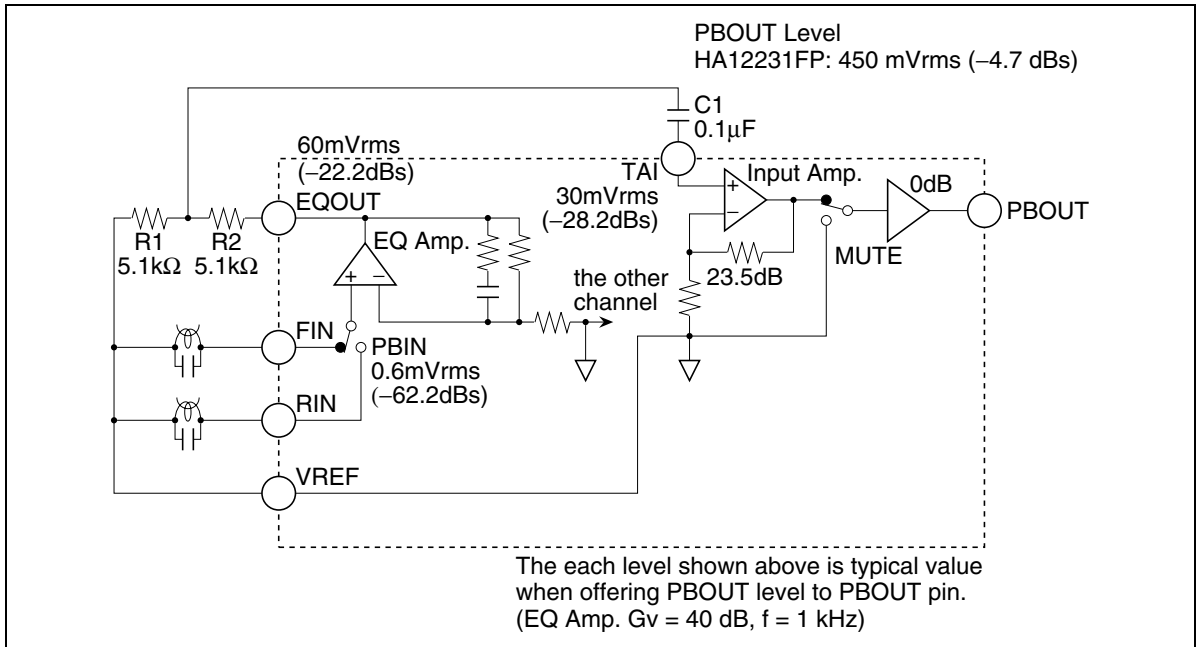 PBOUT Level
HA12231FP: 450 mVrms (−4.7 dBs)
C1
0.1μF
60mVrms
(−22.2dBs)
EQOUT
TAI
30mVrms
(−28.2dBs)
Input Amp.
0dB
PBOUT
R1
5.1kΩ
R2
5.1kΩ
EQ Amp.
+
−
+
−
MUTE
23.5dB
the other
channel
FIN
PBIN
0.6mVrms
(−62.2dBs)
RIN
VREF
The each level shown above is typical value
when offering PBOUT level to PBOUT pin.
(EQ Amp. Gv = 40 dB, f = 1 kHz)